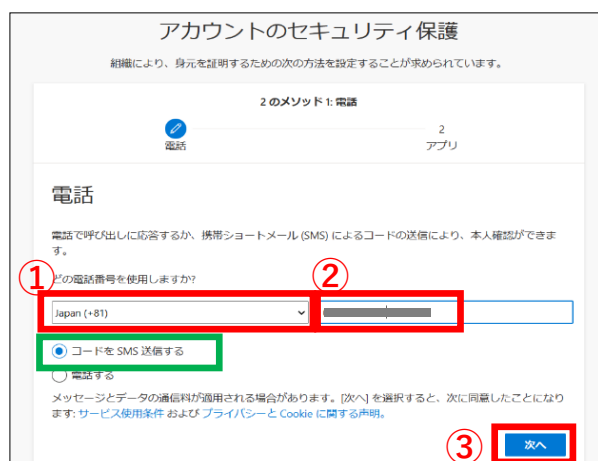 アカウントのセキュリティ保護
組織により、身元を証明するための次の方法を設定することが求められています。
2 のメソッド 1: 電話
2
電話 アプリ
電話
電話で呼び出しに応答するか、携帯ショートメール (SMS) によるコードの送信により、本人確認ができま
す。
① ②
どの電話番号を使用しますか?
Japan (+81)
コードを SMS 送信する
電話する
メッセージとデータの通信料が適用される場合があります。[次へ] を選択すると、次に同意したことになり
ます: サービス使用条件 および プライバシーと Cookie に関する声明。
③ 次へ